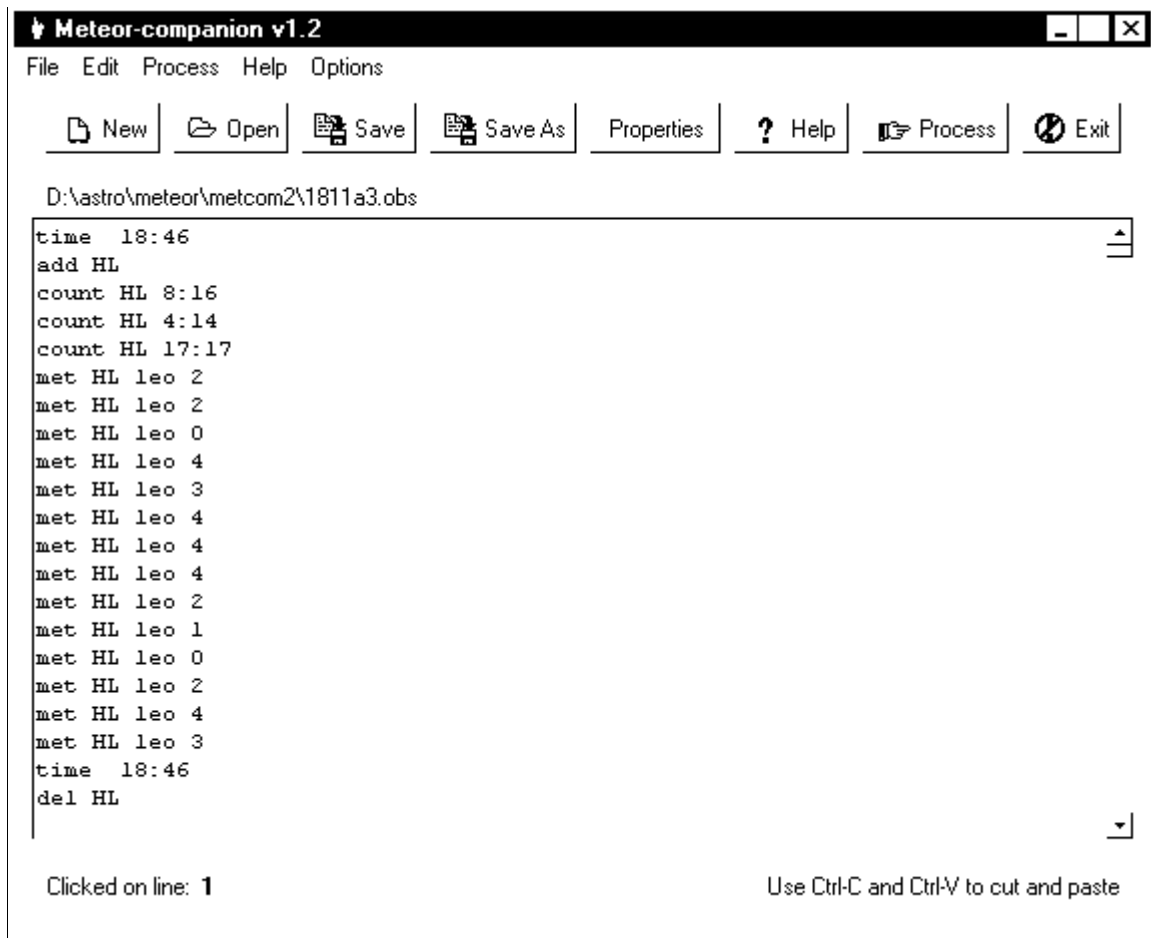 Meteor-companion v1.2
File Edit Process Help Options
New Open Save Save As Properties ? Help Process Exit
D:\astro\meteor\metcom2\1811a3.obs
time  18:46
add HL
count HL 8:16
count HL 4:14
count HL 17:17
met HL leo 2
met HL leo 2
met HL leo 0
met HL leo 4
met HL leo 3
met HL leo 4
met HL leo 4
met HL leo 4
met HL leo 2
met HL leo 1
met HL leo 0
met HL leo 2
met HL leo 4
met HL leo 3
time  18:46
del HL
Clicked on line: 1 Use Ctrl-C and Ctrl-V to cut and paste